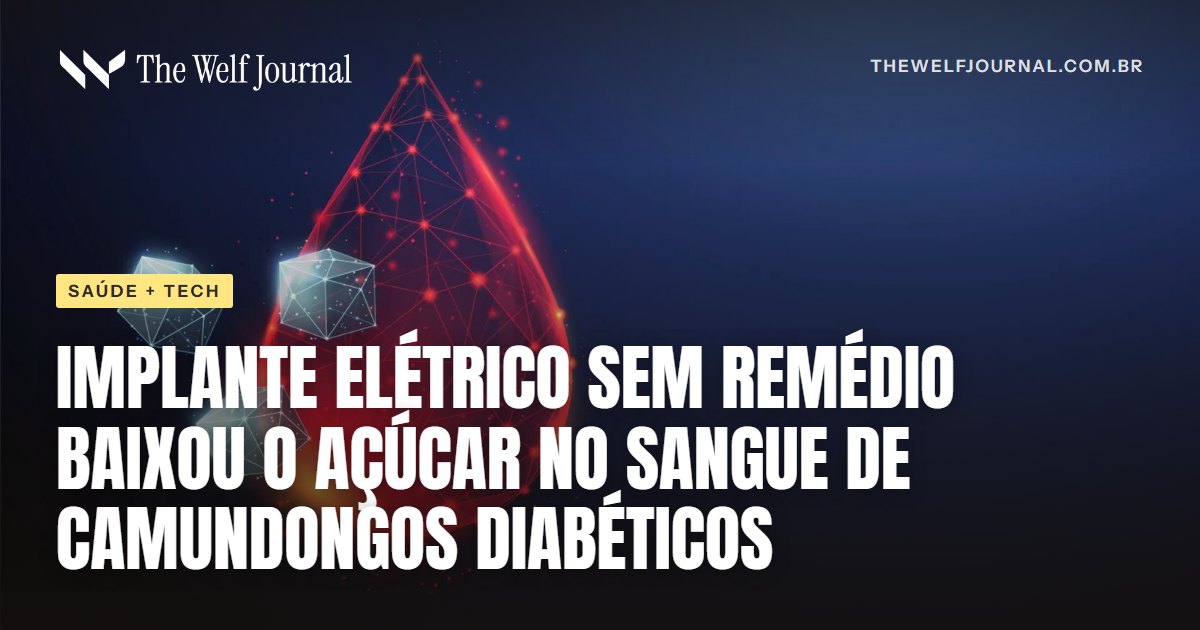 The Welf Journal
THEWELFJOURNAL.COM.BR
SAÚDE + TECH
IMPLANTE ELÉTRICO SEM REMÉDIO
BAIXOU O AÇÚCAR NO SANGUE DE
CAMUNDONGOS DIABÉTICOS